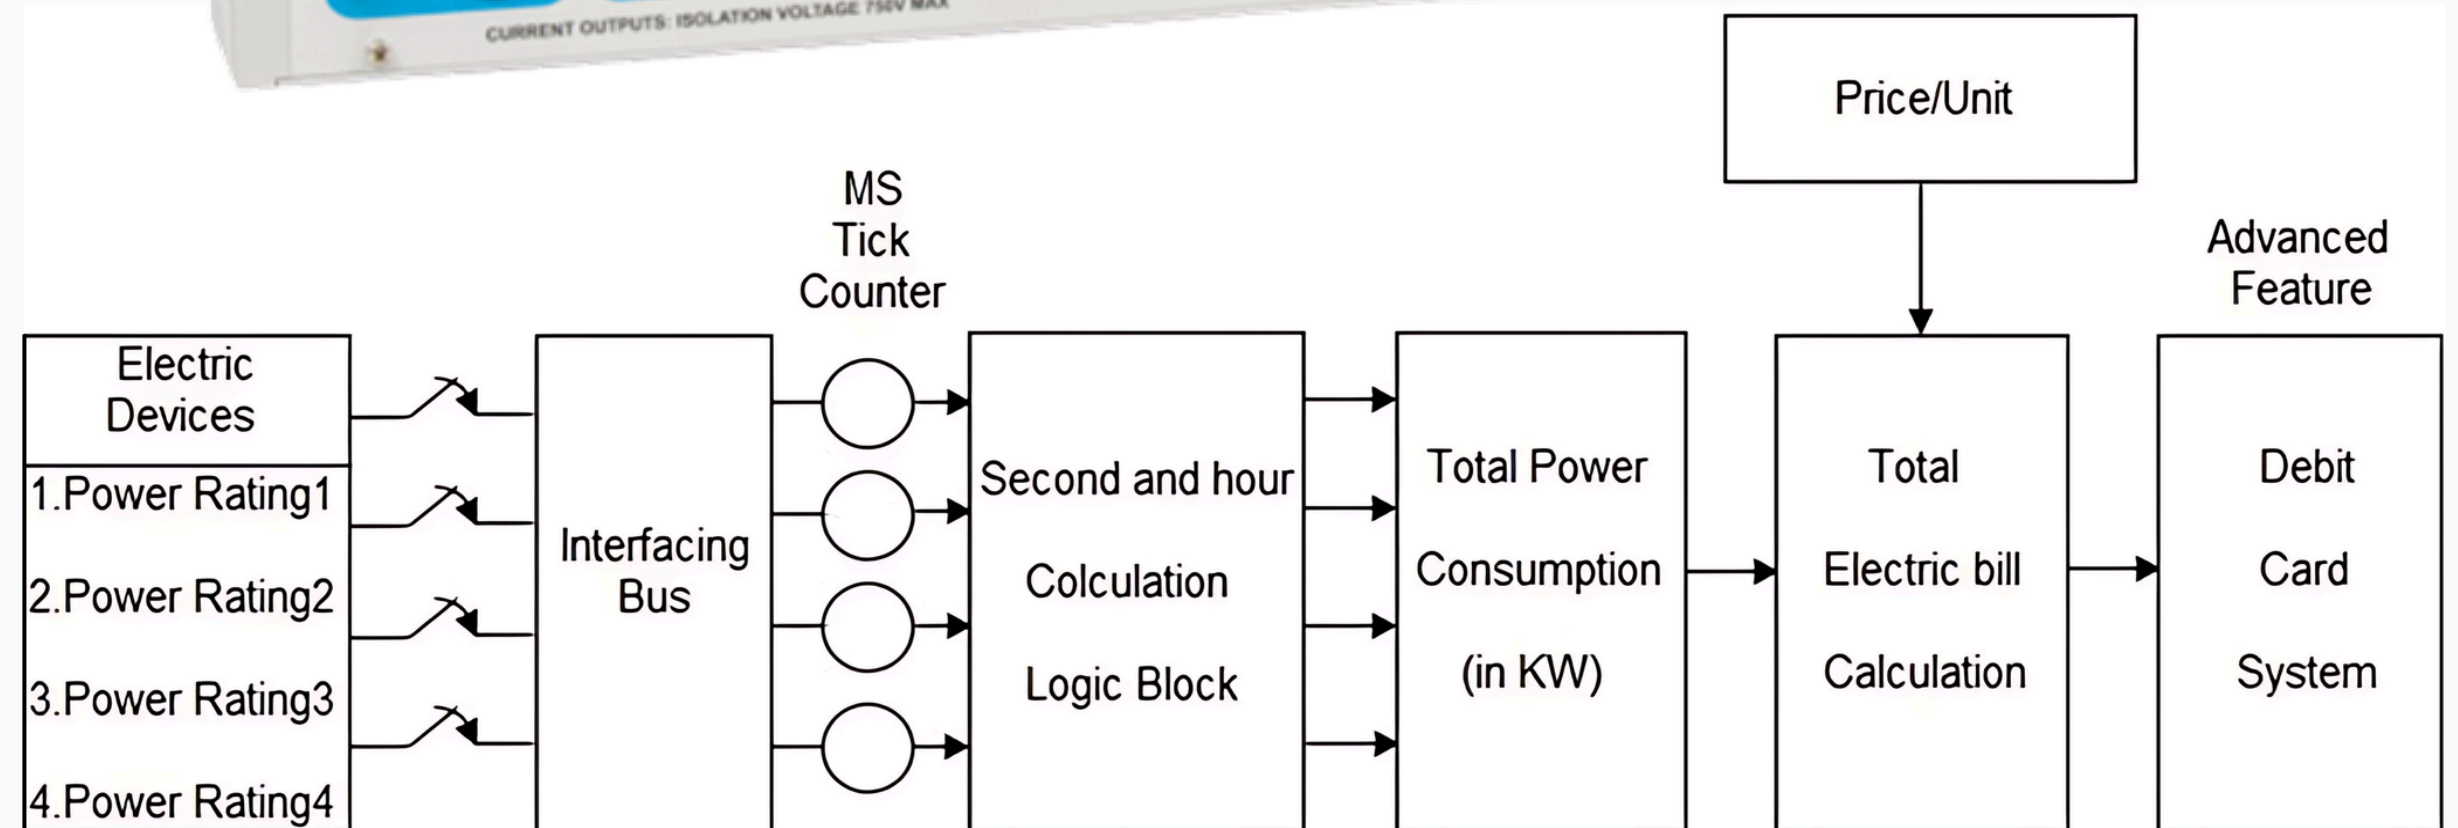 CURRENT OUTPUTS: ISOLATION VOLTAGE 750V MAX
Price/Unit
MS
Tick
Counter
Advanced
Feature
Electric
Devices
1.Power Rating1
2.Power Rating2
3.Power Rating3
4.Power Rating4
Interfacing
Bus
Second and hour
Colculation
Logic Block
Total Power
Consumption
(in KW)
Total
Electric bill
Calculation
Debit
Card
System